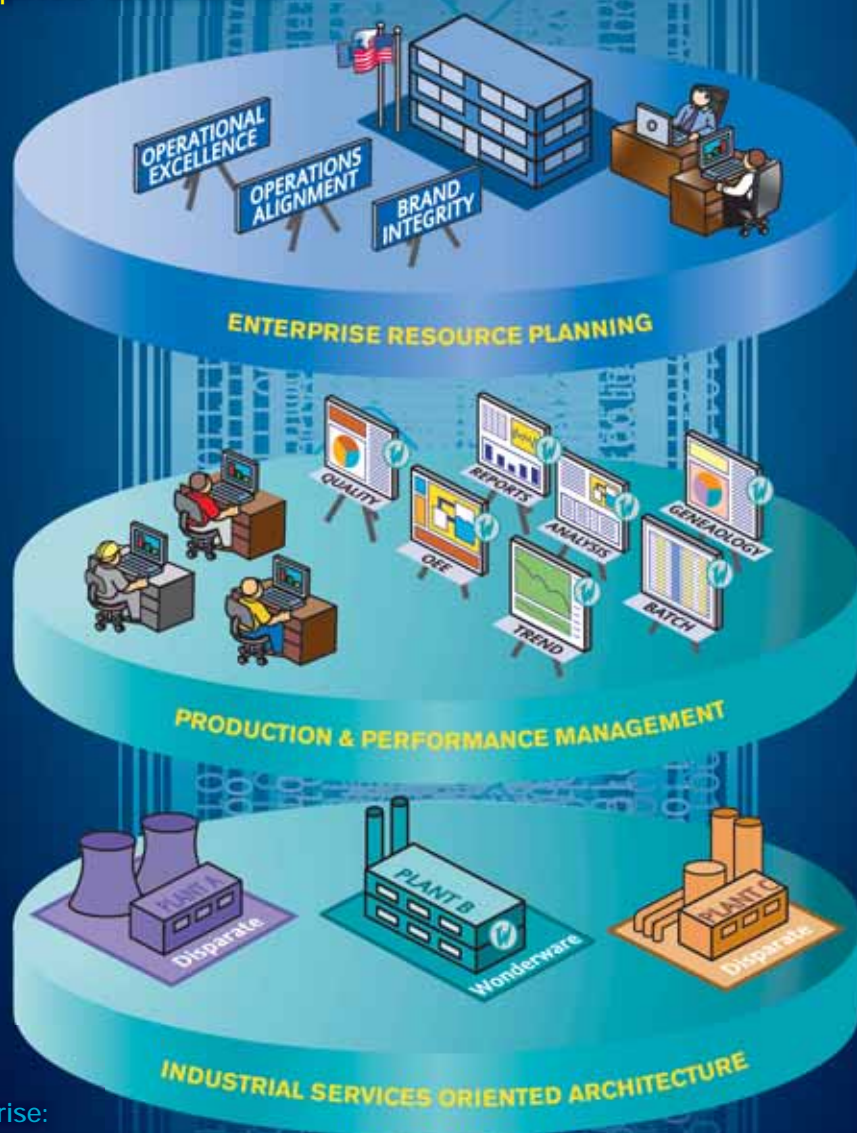 OPERATIONAL
EXCELLENCE
OPERATIONS
ALIGNMENT
BRAND
INTEGRITY
ENTERPRISE RESOURCE PLANNING
QUALITY
REPORTS
GENEALOGY
OEE
ANALYSIS
TREND
BATCH
PRODUCTION & PERFORMANCE MANAGEMENT
PLANT A
Disparate
PLANT B
Wonderware
PLANT C
Disparate
INDUSTRIAL SERVICES ORIENTED ARCHITECTURE
rise: